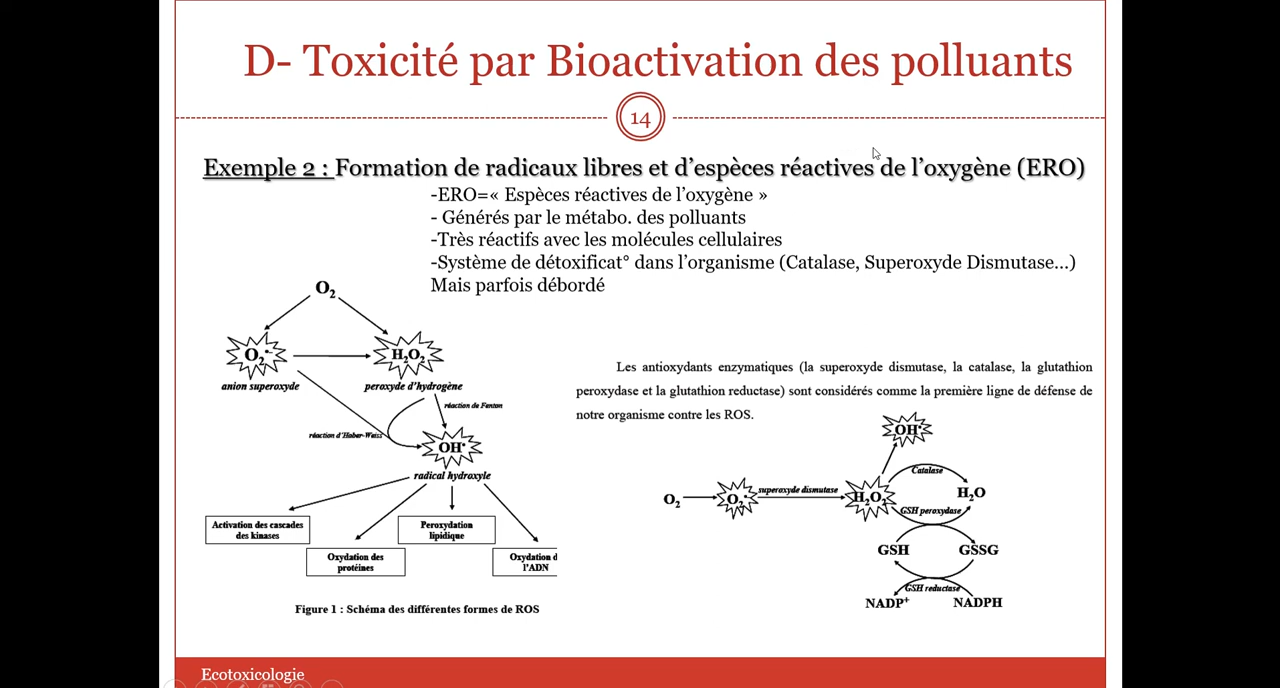 D- Toxicité par Bioactivation des polluants
14
Exemple 2 : Formation de radicaux libres et d’espèces réactives de l’oxygène (ERO)
-ERO=« Espèces réactives de l’oxygène »
- Générés par le métabo. des polluants
-Très réactifs avec les molécules cellulaires
-Système de détoxificat° dans l’organisme (Catalase, Superoxyde Dismutase…)
Mais parfois débordé
O₂
O₂•-
H₂O₂
anion superoxyde
peroxyde d’hydrogène
réaction de Fenton
réaction d’Haber-Weiss
OH•
radical hydroxyle
Activation des cascades
des kinases
Peroxydation
lipidique
Oxydation des
protéines
Oxydation d
l’ADN
Figure 1 : Schéma des différentes formes de ROS
Les antioxydants enzymatiques (la superoxyde dismutase, la catalase, la glutathion
peroxydase et la glutathion reductase) sont considérés comme la première ligne de défense de
notre organisme contre les ROS.
OH•
Catalase
O₂
O₂•-
superoxyde dismutase
H₂O₂
H₂O
GSH peroxydase
GSH
GSSG
GSH reductase
NADP⁺
NADPH
Ecotoxicologie